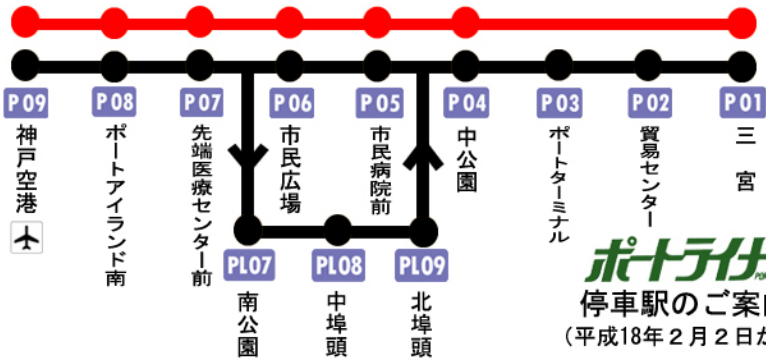 P09
P08
P07
P06
P05
P04
P03
P02
P01
神戸空港
ポートアイランド南
先端医療センター前
市民広場
市民病院前
中公園
ポートターミナル
貿易センター
三宮
PL07
PL08
PL09
南公園
中埠頭
北埠頭
ポートライナ
停車駅のご案
(平成18年2月2日か